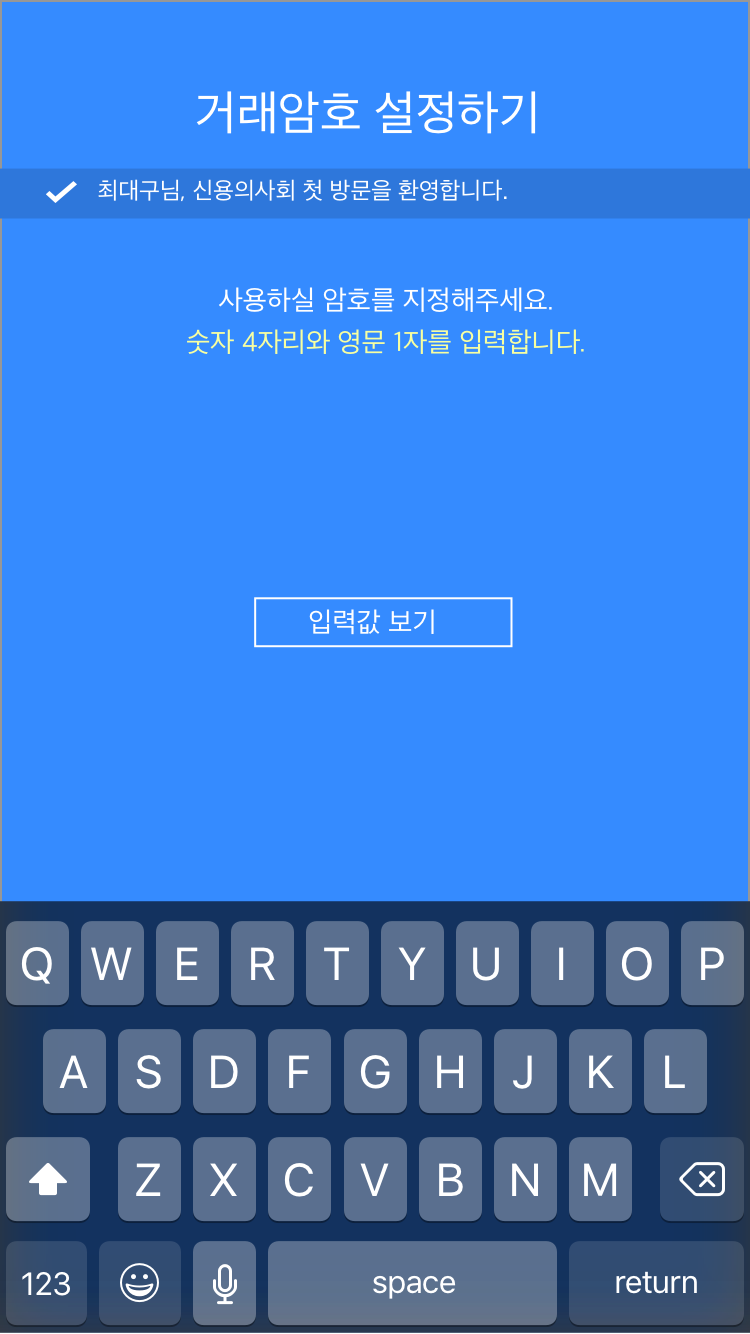 거래암호 설정하기
최대구님, 신용의사회 첫 방문을 환영합니다.
사용하실 암호를 지정해주세요.
숫자 4자리와 영문 1자를 입력합니다.
입력값 보기
Q W E R T Y U I O P
A S D F G H J K L
Z X C V B N M
123 space return